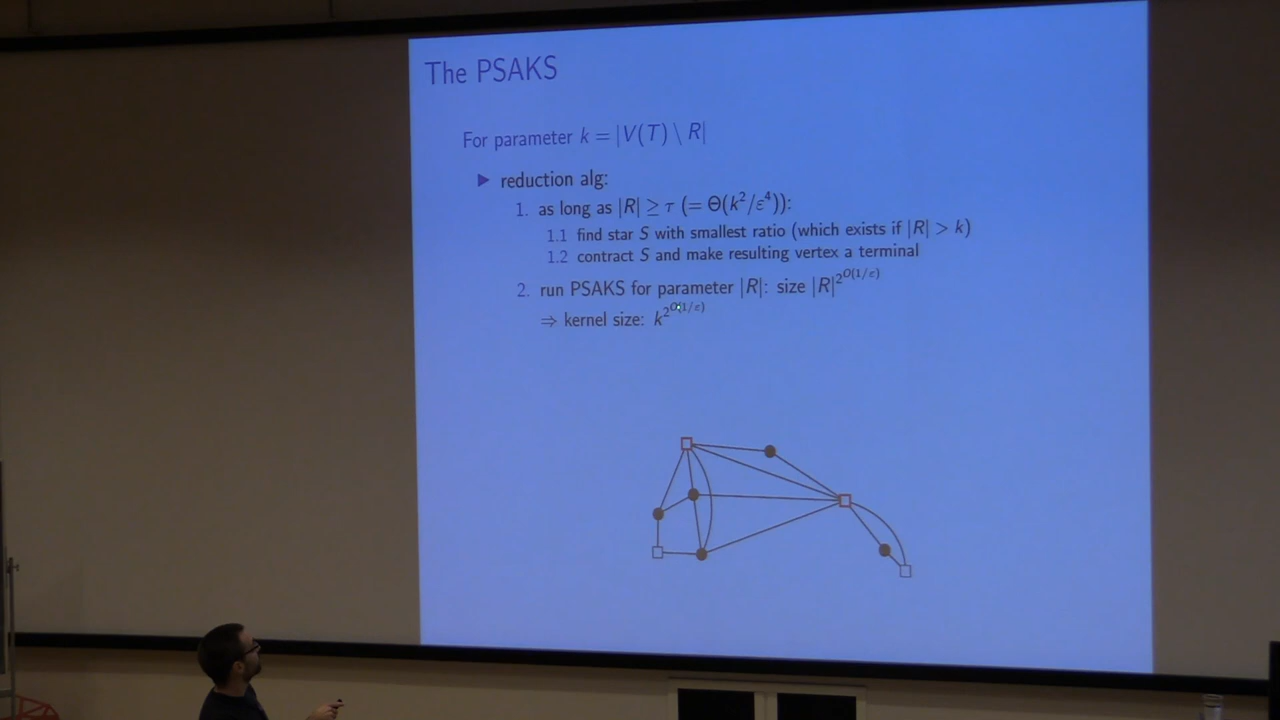 The PSAKS
For parameter k = |V(T) \ R|
▶ reduction alg:
1. as long as |R| ≥ τ (= Θ(k²/ε⁴)):
1.1 find star S with smallest ratio (which exists if |R| > k)
1.2 contract S and make resulting vertex a terminal
2. run PSAKS for parameter |R|: size |R|^{2^{O(1/ε)}}
⇒ kernel size: k^{2^{O(1/ε)}}